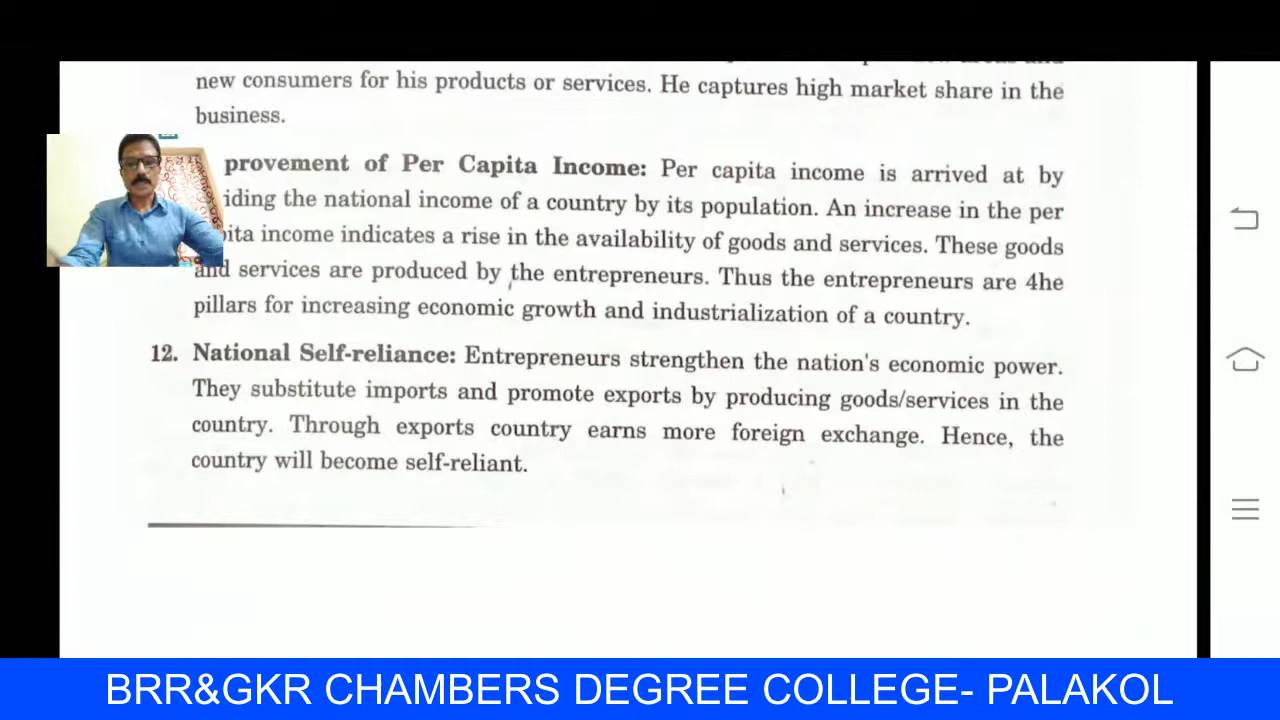 new consumers for his products or services. He captures high market share in the
business.
provement of Per Capita Income: Per capita income is arrived at by
iding the national income of a country by its population. An increase in the per
ita income indicates a rise in the availability of goods and services. These goods
and services are produced by the entrepreneurs. Thus the entrepreneurs are 4he
pillars for increasing economic growth and industrialization of a country.
12. National Self-reliance: Entrepreneurs strengthen the nation's economic power.
They substitute imports and promote exports by producing goods/services in the
country. Through exports country earns more foreign exchange. Hence, the
country will become self-reliant.
BRR&GKR CHAMBERS DEGREE COLLEGE- PALAKOL